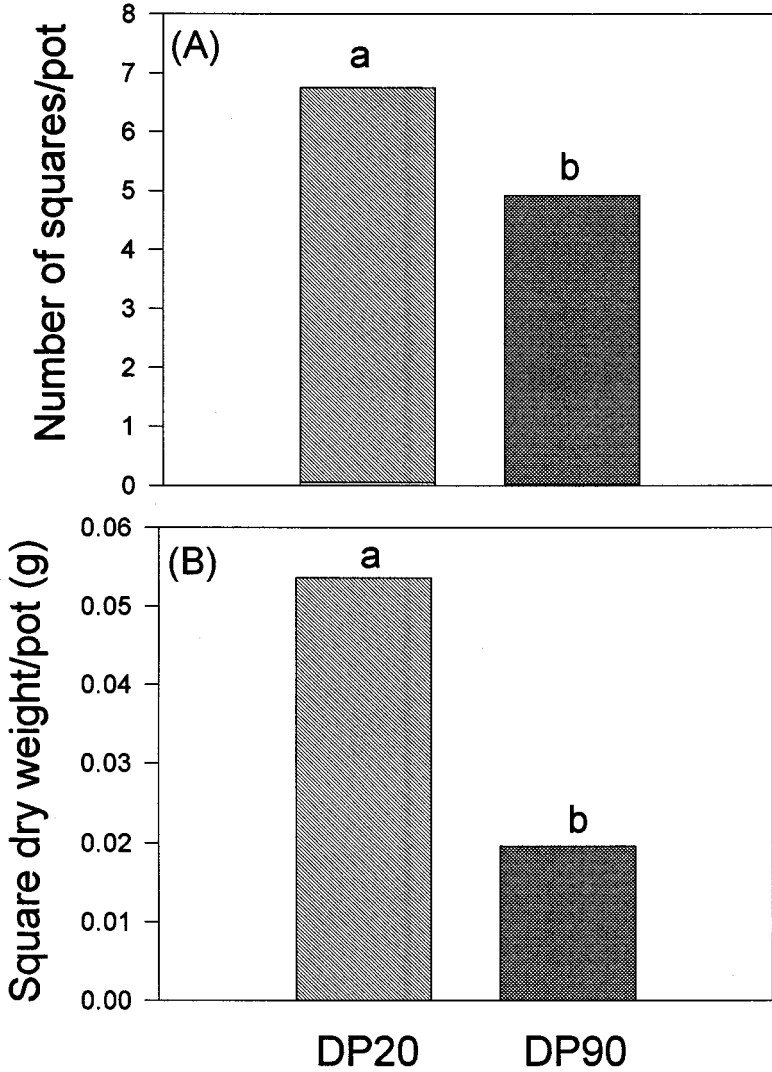 (A)
Number of squares/pot
8
7
6
5
4
3
2
1
0
a
b
(B)
Square dry weight/pot (g)
0.06
0.05
0.04
0.03
0.02
0.01
0.00
a
b
DP20 DP90